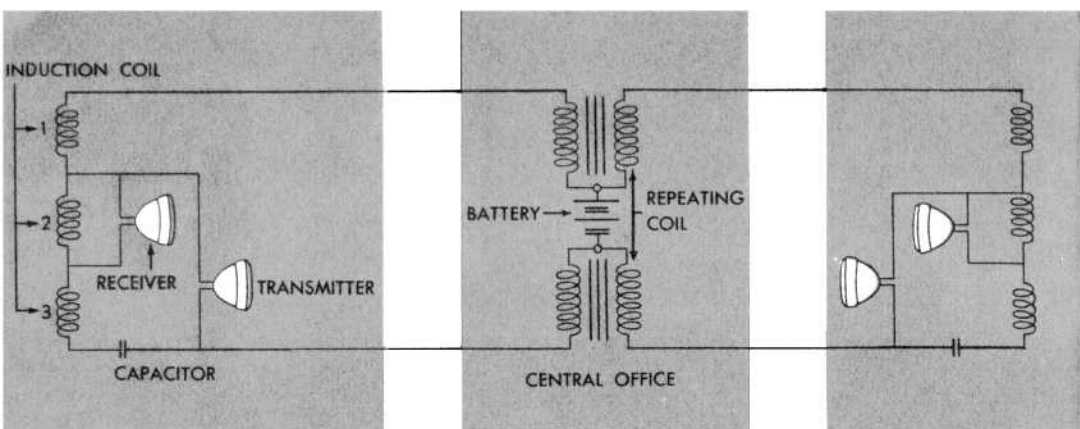 INDUCTION COIL
1
2
RECEIVER
3
TRANSMITTER
CAPACITOR
BATTERY
REPEATING
COIL
CENTRAL OFFICE